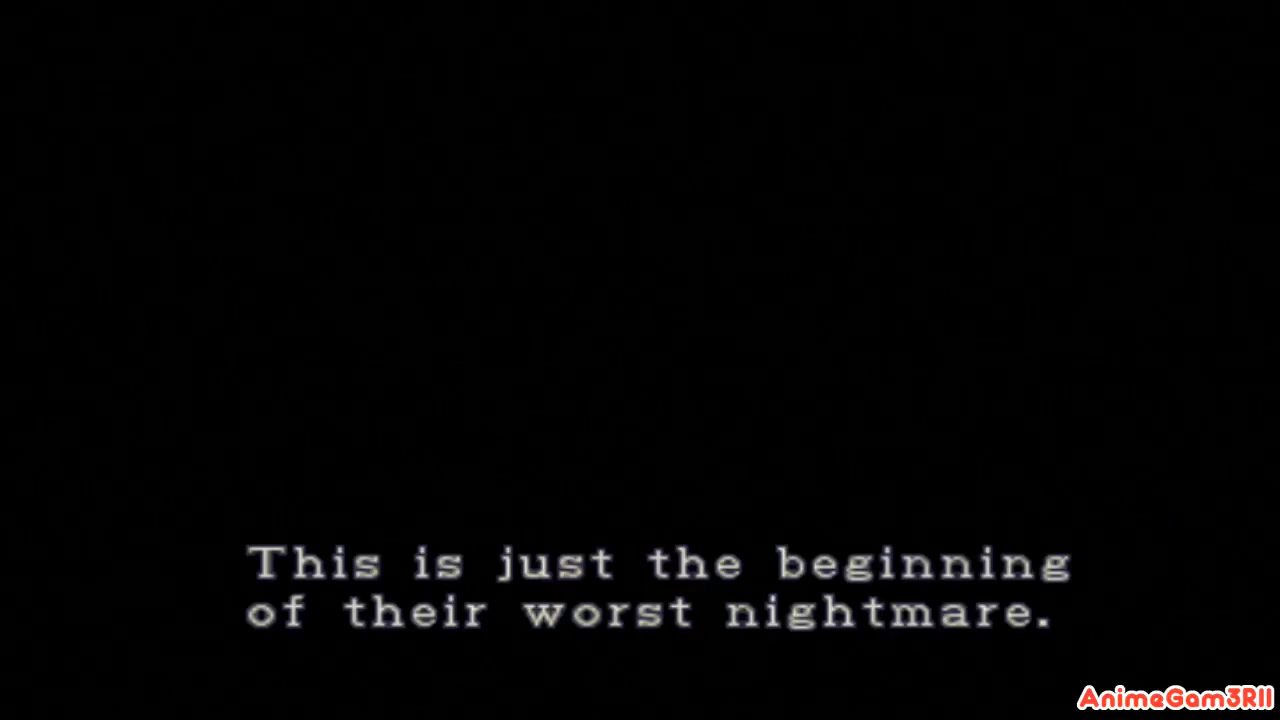 This is just the beginning
of their worst nightmare.
AnimeGam3RII